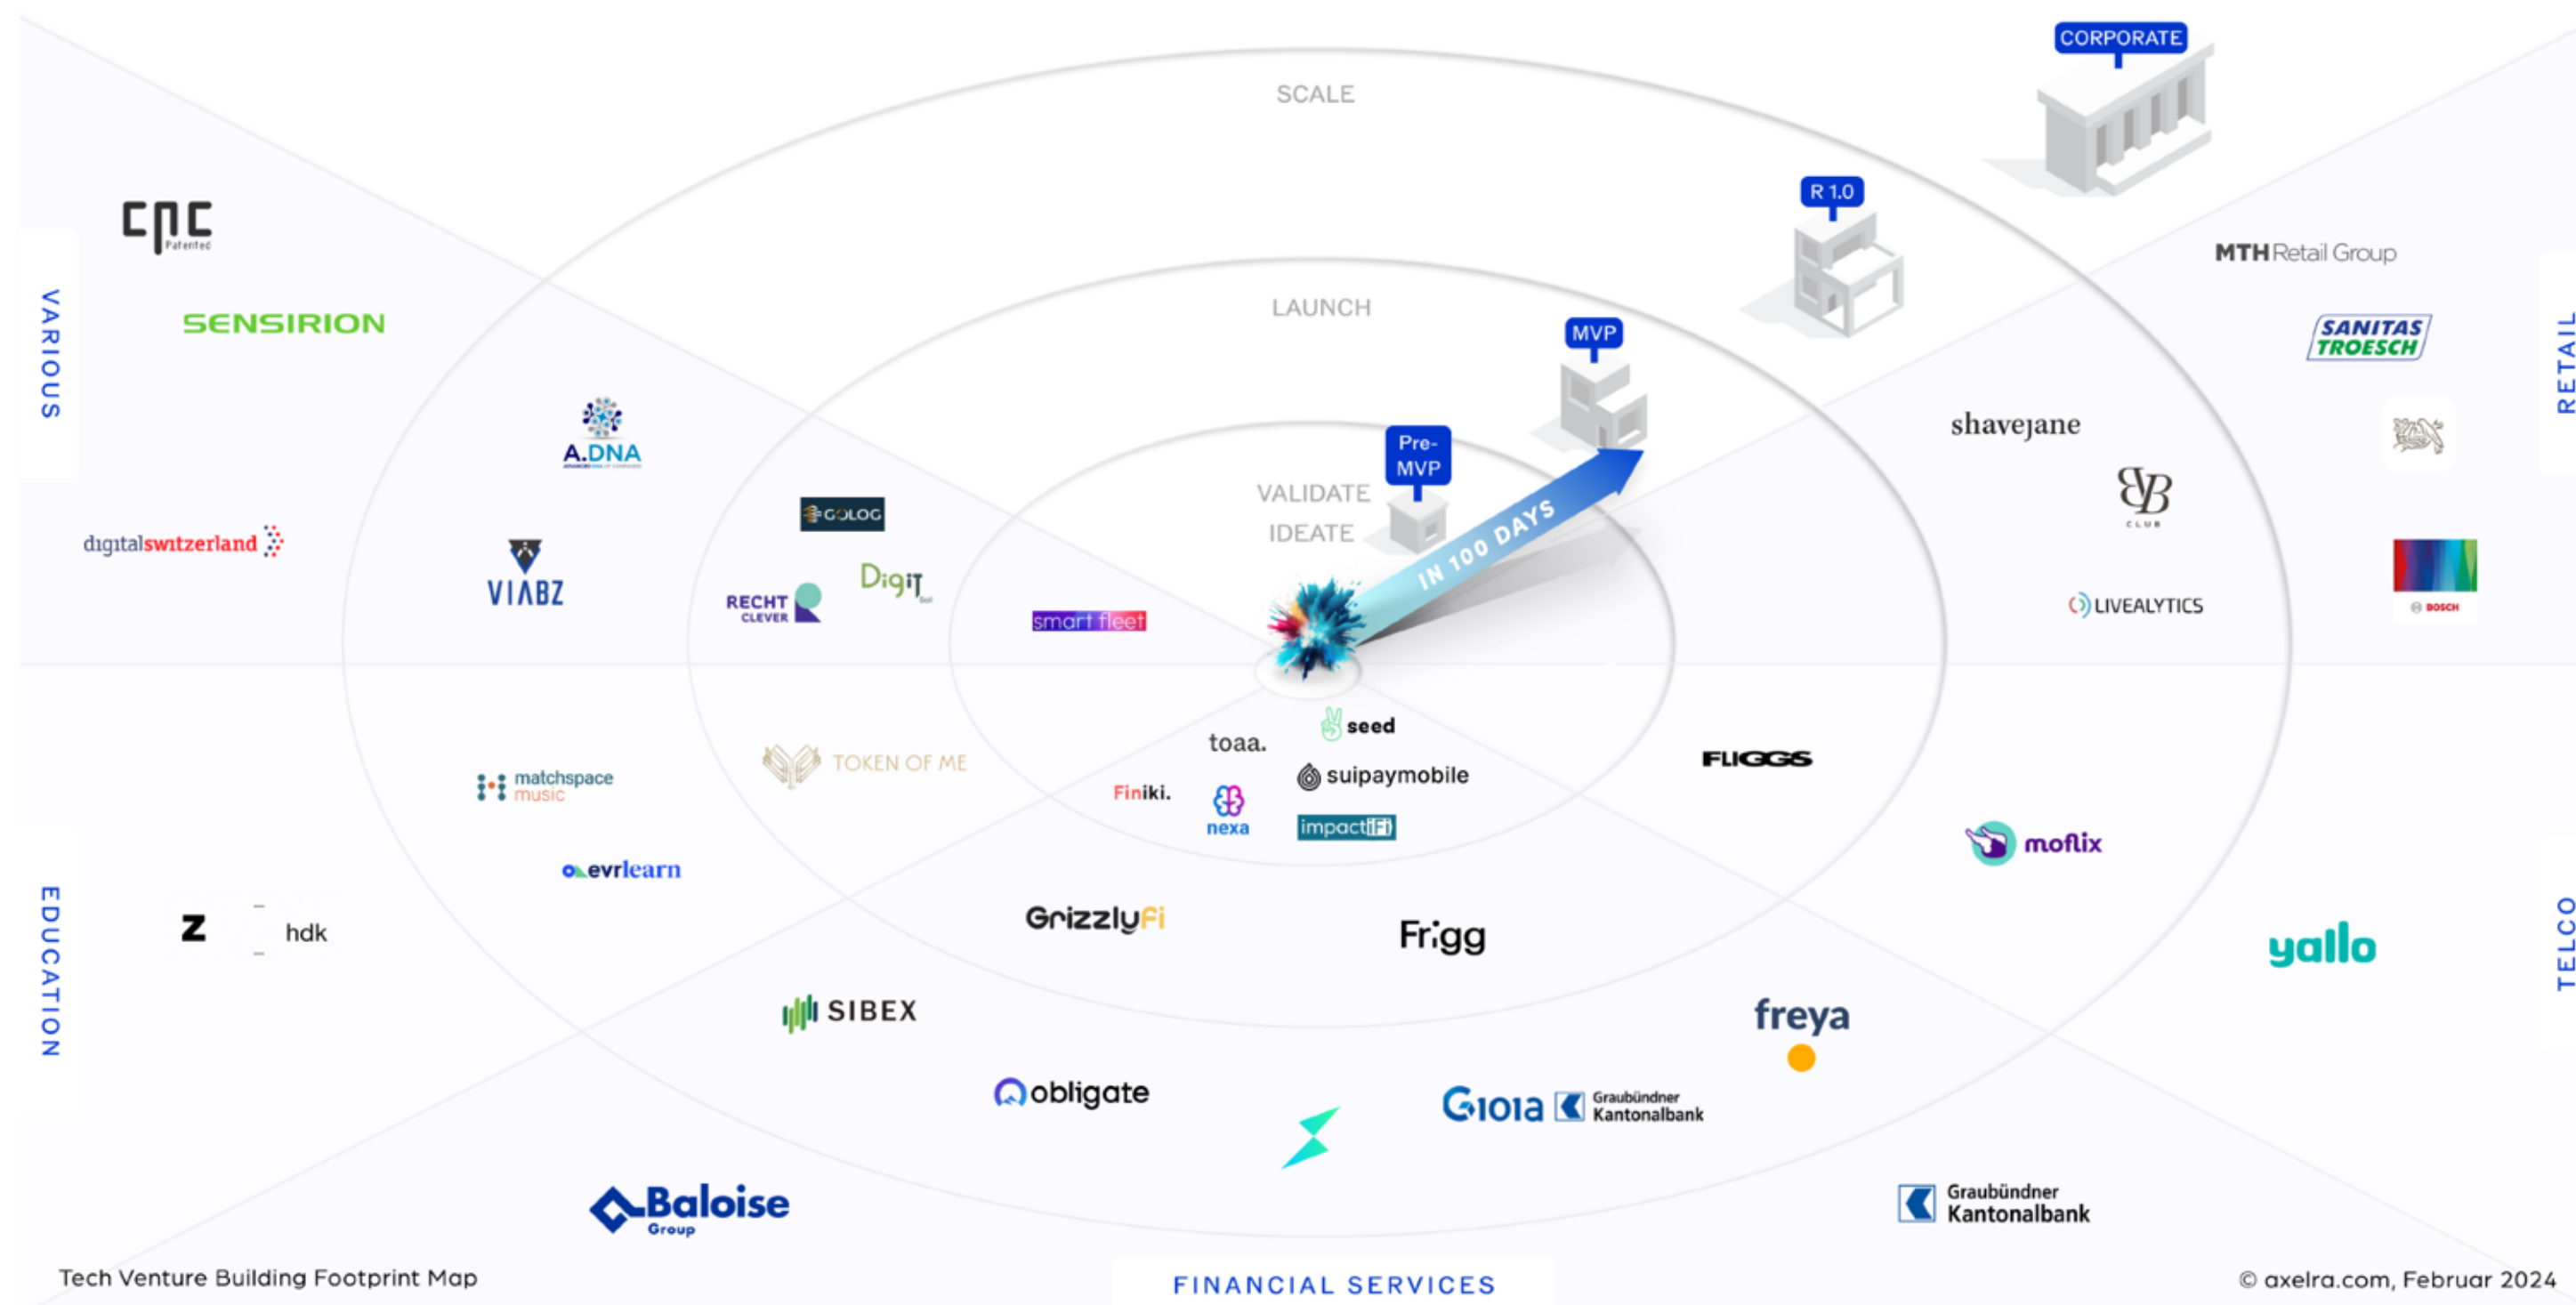 CORPORATE
SCALE
R 1.0
LAUNCH
MVP
Pre-
MVP
VALIDATE
IDEATE
IN 100 DAYS
VARIOUS
cnc
Patented
SENSIRION
digitalswitzerland
A.DNA
VIABZ
GOLOG
DigiT
RECHT
CLEVER
smart fleet
RETAIL
MTH Retail Group
SANITAS
TROESCH
shavejane
BB
CLUB
LIVEALYTICS
BOSCH
EDUCATION
matchspace
music
TOKEN OF ME
evrlearn
Z
hdk
toaa.
seed
Finiki.
suipaymobile
nexa
impactiFi
GrizzlyFi
Frigg
SIBEX
obligate
Gioia
Graubündner
Kantonalbank
freya
Baloise
Group
Graubündner
Kantonalbank
TELCO
FLIGGS
moflix
yallo
Tech Venture Building Footprint Map
FINANCIAL SERVICES
© axelra.com, Februar 2024